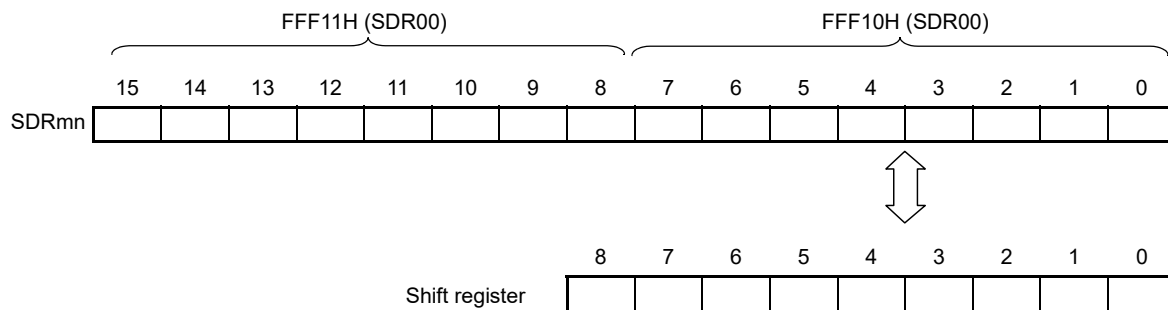 FFF11H (SDR00) FFF10H (SDR00)
15 14 13 12 11 10 9 8 7 6 5 4 3 2 1 0
SDRmn
8 7 6 5 4 3 2 1 0
Shift register